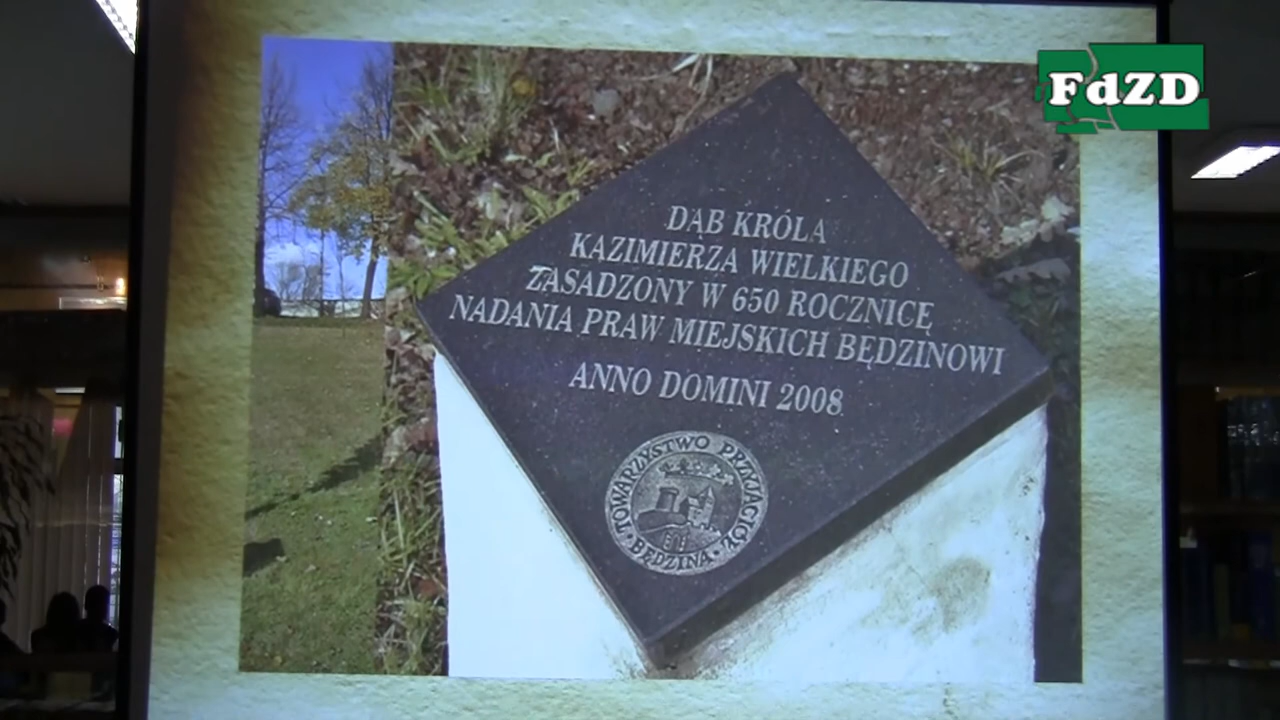 FdZD
DĄB KRÓLA
KAZIMIERZA WIELKIEGO
ZASADZONY W 650 ROCZNICĘ
NADANIA PRAW MIEJSKICH BĘDZINOWI
ANNO DOMINI 2008
TOWARZYSTWO PRZYJACIÓŁ
• BĘDZINA •